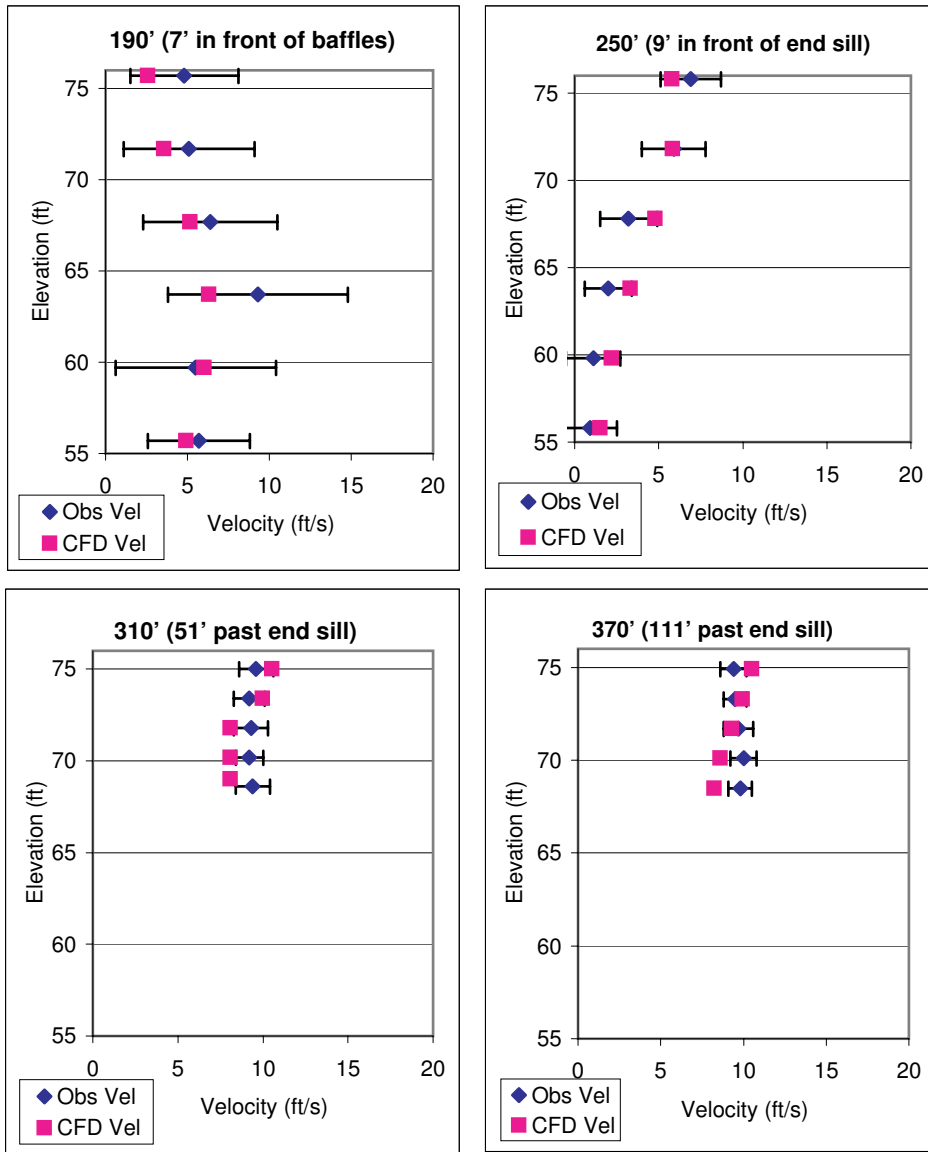 190' (7' in front of baffles)
75
70
65
60
55
Elevation (ft)
0 5 10 15 20
Velocity (ft/s)
Obs Vel
CFD Vel
250' (9' in front of end sill)
75
70
65
60
55
Elevation (ft)
0 5 10 15 20
Velocity (ft/s)
Obs Vel
CFD Vel
310' (51' past end sill)
75
70
65
60
55
Elevation (ft)
0 5 10 15 20
Velocity (ft/s)
Obs Vel
CFD Vel
370' (111' past end sill)
75
70
65
60
55
Elevation (ft)
0 5 10 15 20
Velocity (ft/s)
Obs Vel
CFD Vel